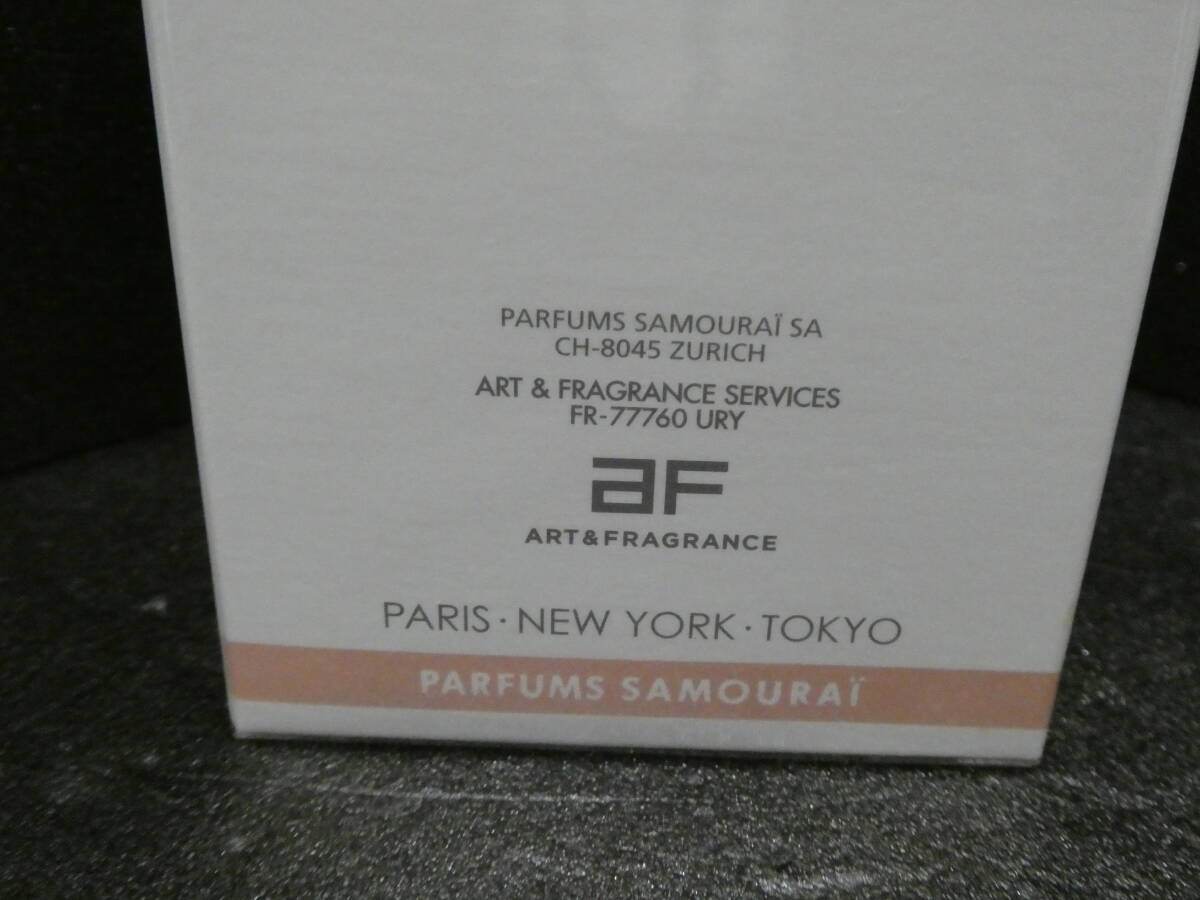 PARFUMS SAMOURAÏ SA
CH-8045 ZURICH
ART & FRAGRANCE SERVICES
FR-77760 URY
aF
ART&FRAGRANCE
PARIS · NEW YORK · TOKYO
PARFUMS SAMOURAÏ